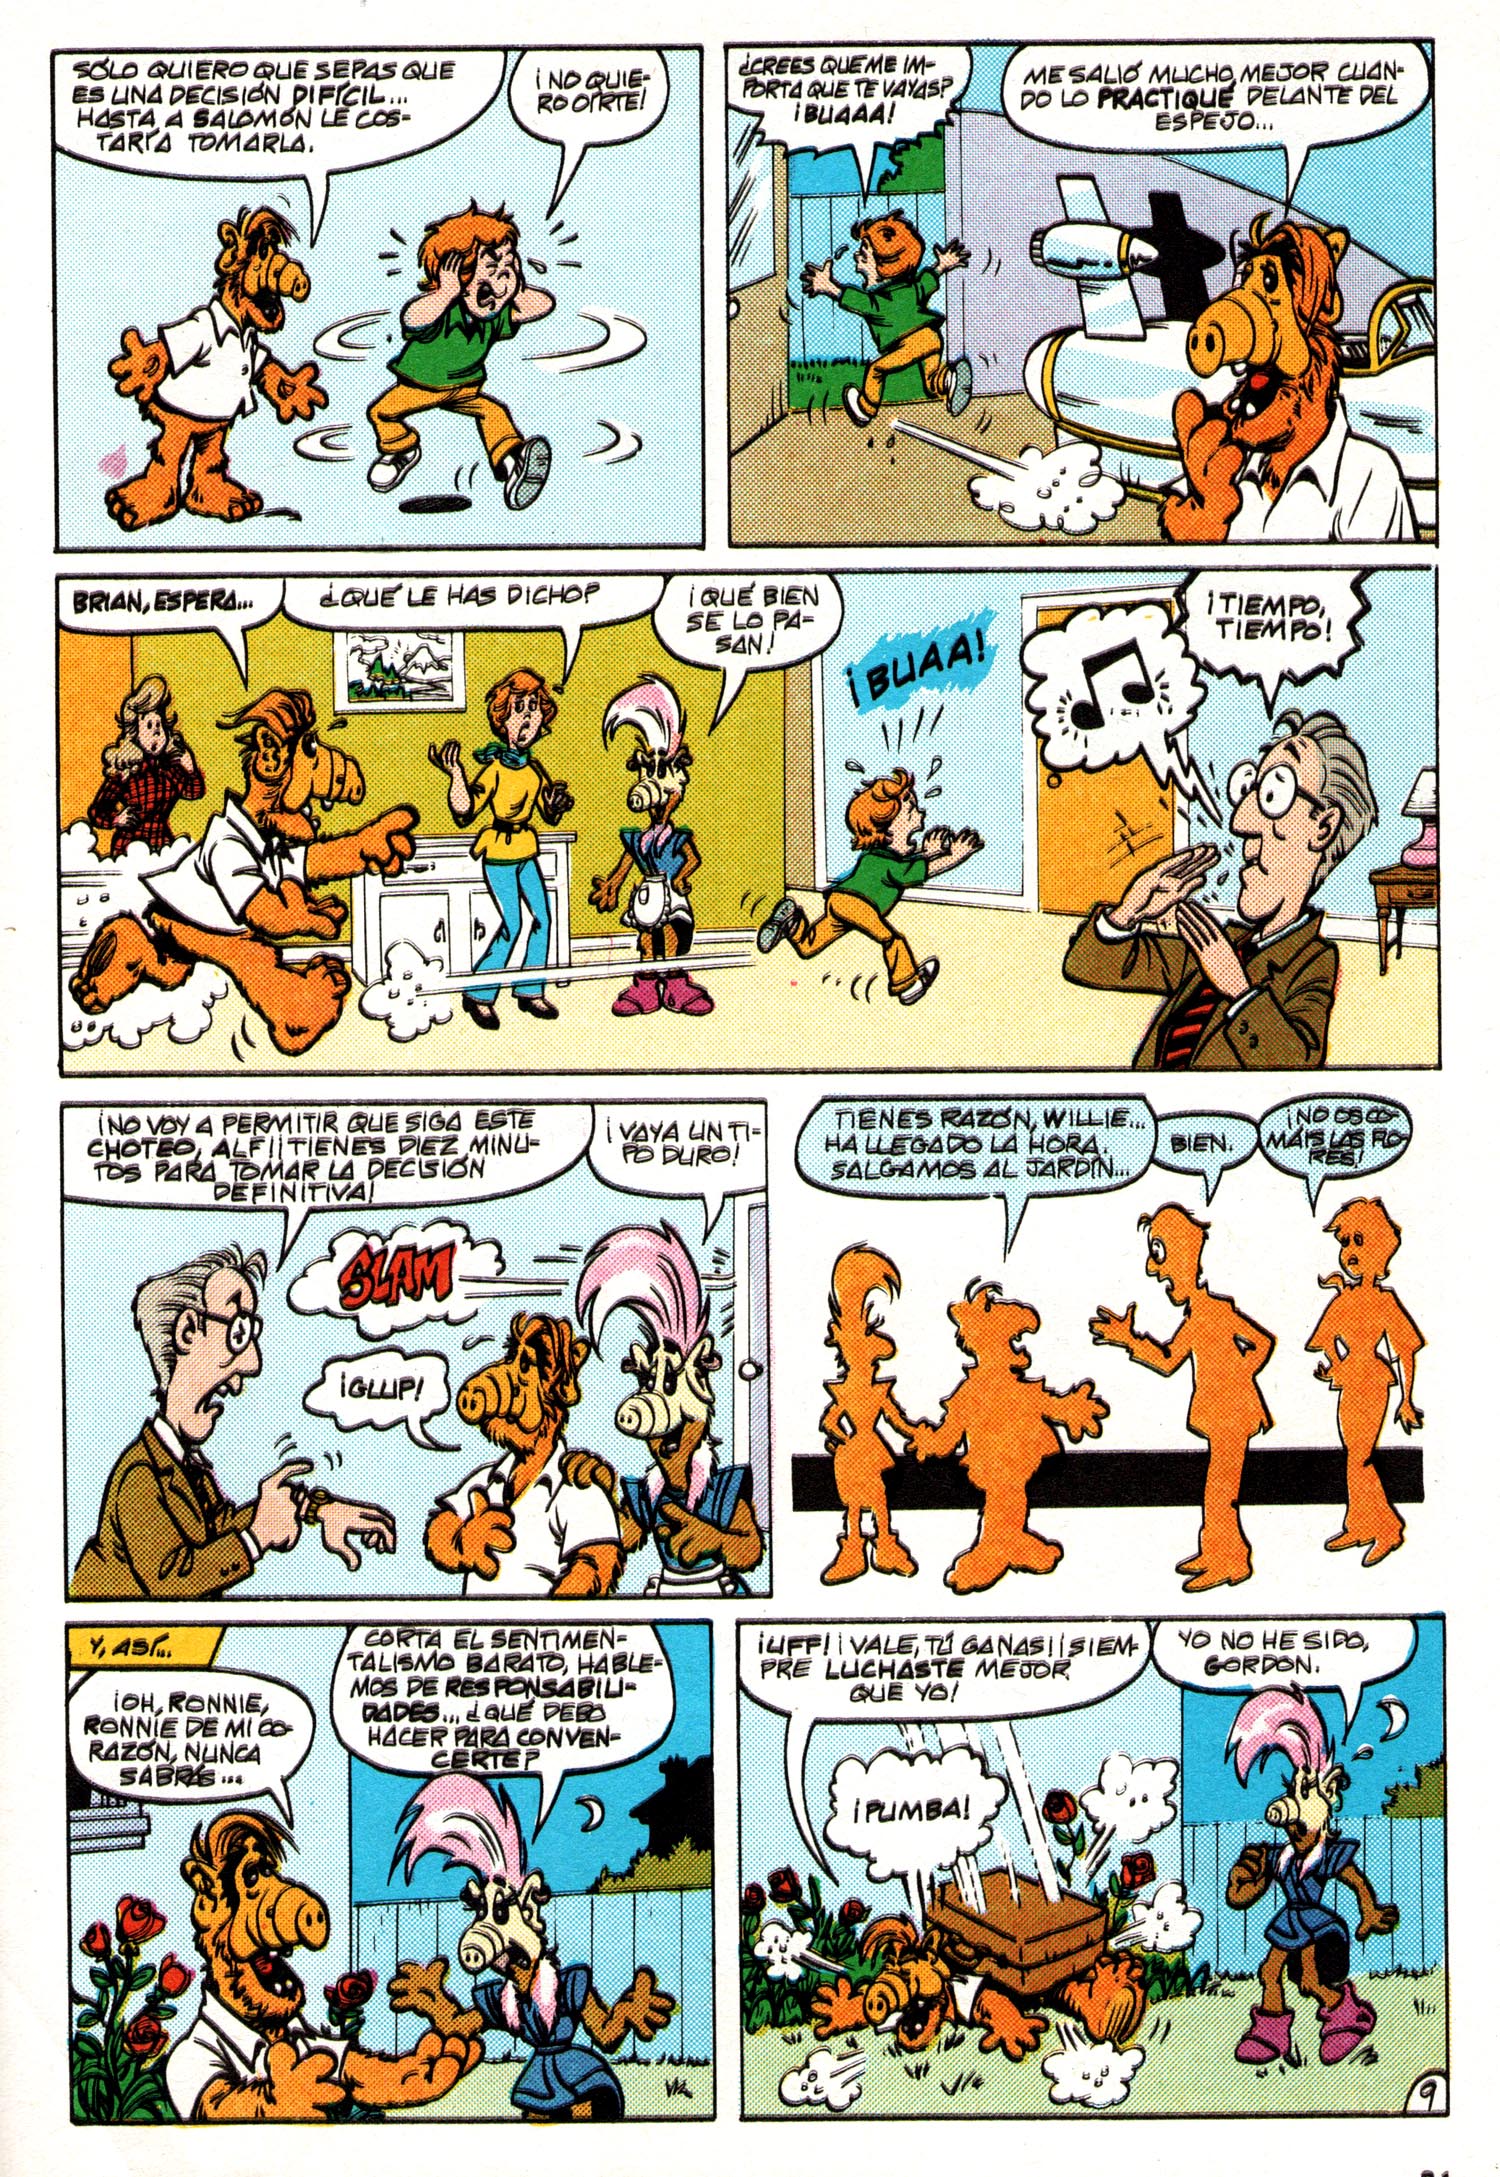 SÓLO QUIERO QUE SEPAS QUE
ES UNA DECISIÓN DIFÍCIL...
HASTA A SALOMÓN LE COS-
TARÍA TOMARLA.
¡NO QUIE-
RO OÍRTE!
¿CREES QUE ME IM-
PORTA QUE TE VAYAS?
¡BUAAA!
ME SALIÓ MUCHO MEJOR CUAN-
DO LO PRACTIQUÉ DELANTE DEL
ESPEJO...
BRIAN, ESPERA...
¿QUÉ LE HAS DICHO?
¡QUÉ BIEN
SE LO PA-
SAN!
¡BUAA!
¡TIEMPO,
TIEMPO!
¡NO VOY A PERMITIR QUE SIGA ESTE
CHOTEO, ALF! ¡TIENES DIEZ MINU-
TOS PARA TOMAR LA DECISIÓN
DEFINITIVA!
¡VAYA UN TI-
PO DURO!
SLAM
¡GLUP!
TIENES RAZÓN, WILLIE...
HA LLEGADO LA HORA.
SALGAMOS AL JARDÍN...
BIEN.
¡NO OS CO-
MÁIS LAS FLO-
RES!
Y, ASÍ...
¡OH, RONNIE,
RONNIE DE MI CO-
RAZÓN, NUNCA
SABRÁS...
CORTA EL SENTIMEN-
TALISMO BARATO, HABLE-
MOS DE RESPONSABILI-
DADES... ¿QUÉ DEBO
HACER PARA CONVEN-
CERTE?
¡UFF! ¡VALE, TÚ GANAS! ¡SIEM-
PRE LUCHASTE MEJOR
QUE YO!
YO NO HE SIDO,
GORDON.
¡PUMBA!
9